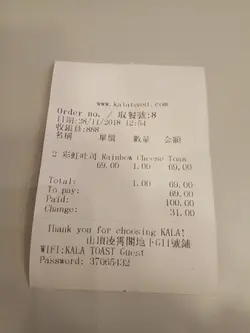 www.kalatoast.com
Order no. / 取餐號:8
日期:28/11/2018 12:54
收銀員:888
名稱 單價 數量 金額
2 彩虹吐司 Rainbow Cheese Toas
69.00 1.00 69.00
Total: 1.00 69.00
To pay: 69.00
Paid: 100.00
Change: 31.00
Thank you for choosing KALA!
山頂凌霄閣地下G11號鋪
WIFI:KALA TOAST Guest
Password: 37065432